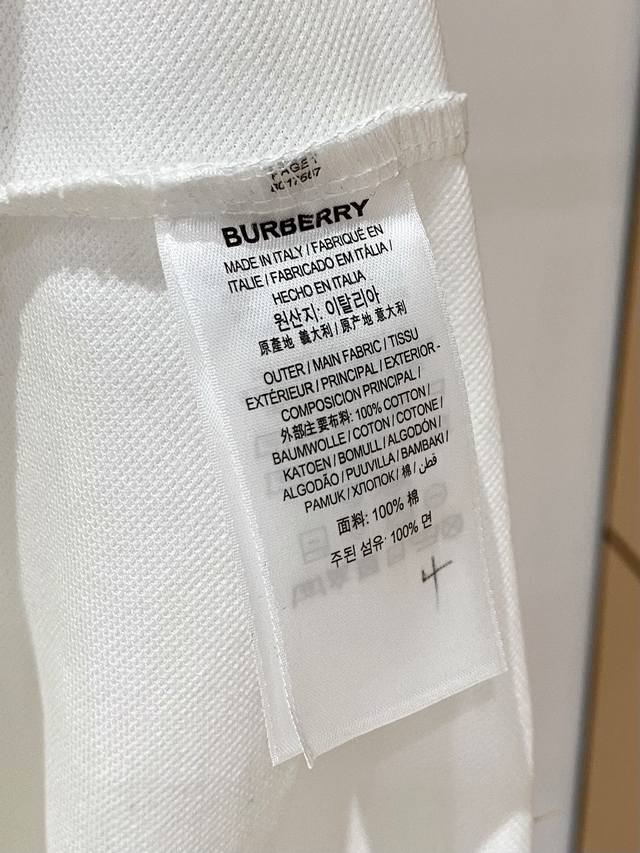 PAGE 1
BURBERRY
MADE IN ITALY / FABRIQUÉ EN
ITALIE / FABRICADO EM ITÁLIA /
HECHO EN ITALIA
원산지: 이탈리아
原產地 義大利 / 原产地 意大利
OUTER / MAIN FABRIC / TISSU
EXTÉRIEUR / PRINCIPAL / EXTERIOR -
COMPOSICION PRINCIPAL /
外部主要布料: 100% COTTON /
BAUMWOLLE / COTON / COTONE /
KATOEN / BOMULL / ALGODÓN /
ALGODÃO / PUUVILLA / BAMBAKI /
PAMUK / ХЛОПОК / 棉 / قطن
面料: 100% 棉
주된 섬유: 100% 면